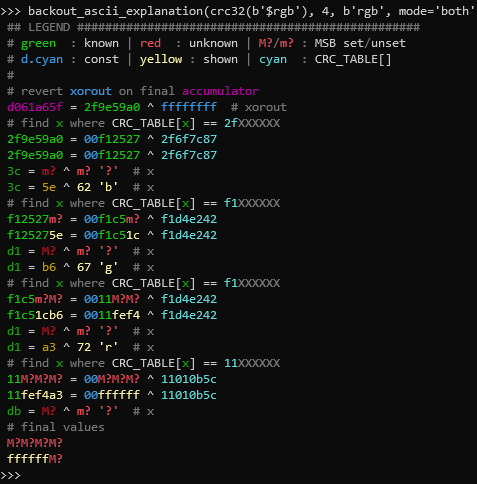 >>> backout_ascii_explanation(crc32(b'$rgb'), 4, b'rgb', mode='both'
## LEGEND #################################################
# green  : known | red  : unknown | M?/m? : MSB set/unset
# d.cyan : const | yellow : shown | cyan  : CRC_TABLE[]
#
# revert xorout on final accumulator
d061a65f = 2f9e59a0 ^ ffffffff  # xorout
# find x where CRC_TABLE[x] == 2fXXXXXX
2f9e59a0 = 00f12527 ^ 2f6f7c87
2f9e59a0 = 00f12527 ^ 2f6f7c87
3c = m? ^ m? '?'  # x
3c = 5e ^ 62 'b'  # x
# find x where CRC_TABLE[x] == f1XXXXXX
f12527m? = 00f1c5m? ^ f1d4e242
f125275e = 00f1c51c ^ f1d4e242
d1 = M? ^ m? '?'  # x
d1 = b6 ^ 67 'g'  # x
# find x where CRC_TABLE[x] == f1XXXXXX
f1c5m?M? = 0011M?M? ^ f1d4e242
f1c51cb6 = 0011fef4 ^ f1d4e242
d1 = M? ^ m? '?'  # x
d1 = a3 ^ 72 'r'  # x
# find x where CRC_TABLE[x] == 11XXXXXX
11M?M?M? = 00M?M?M? ^ 11010b5c
11fef4a3 = 00ffffff ^ 11010b5c
db = M? ^ m? '?'  # x
# final values
M?M?M?M?
ffffffM?
>>>